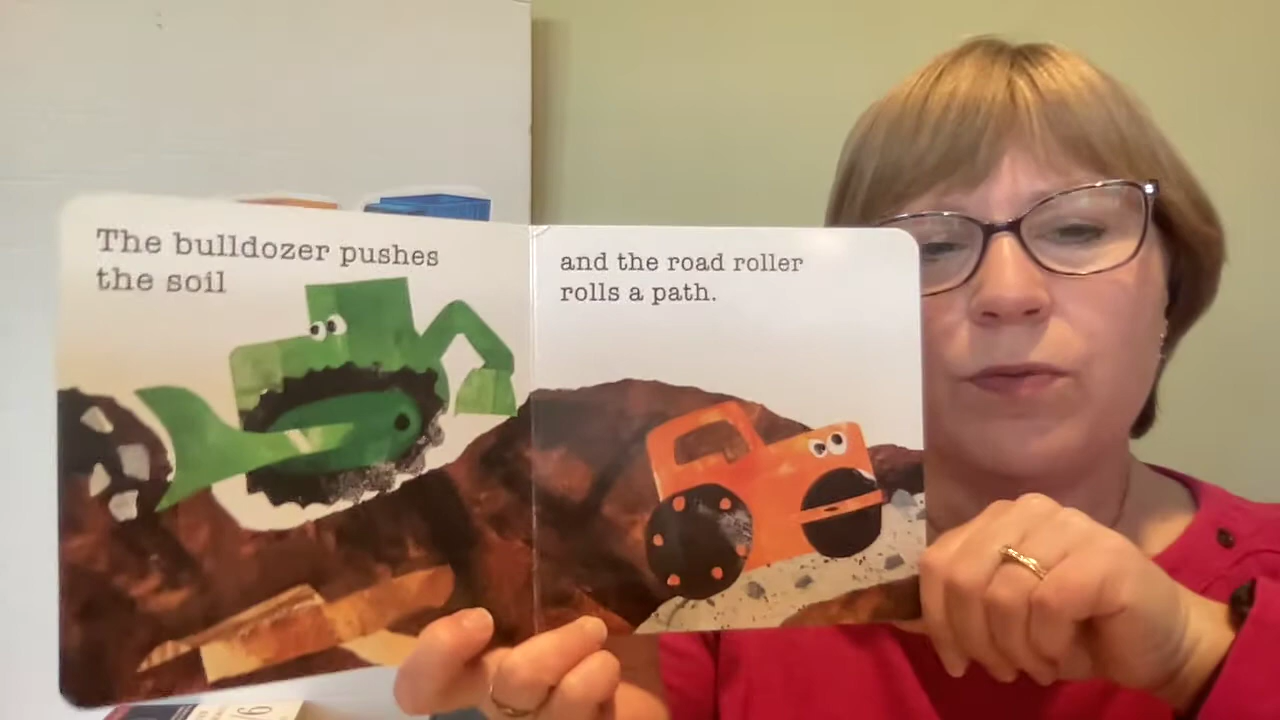 The bulldozer pushes
the soil
and the road roller
rolls a path.